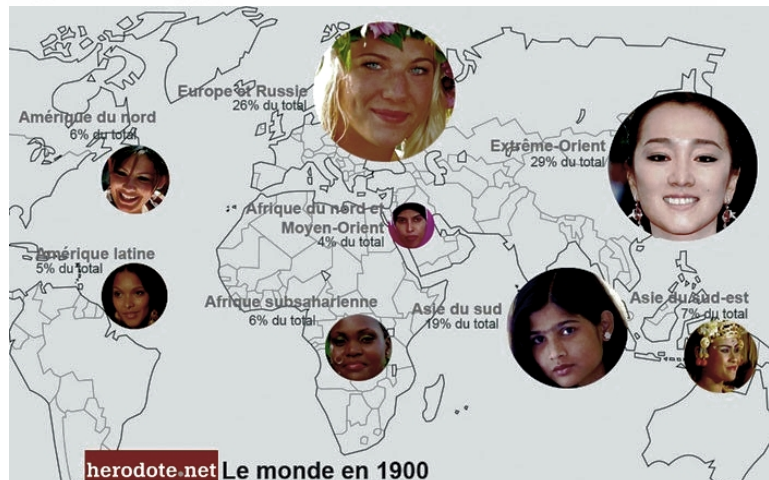 Europe et Russie
26% du total
Amérique du nord
6% du total
Extrême-Orient
29% du total
Afrique du nord et
Moyen-Orient
4% du total
Amérique latine
5% du total
Afrique subsaharienne
6% du total
Asie du sud
19% du total
Asie du sud-est
7% du total
herodote.net Le monde en 1900